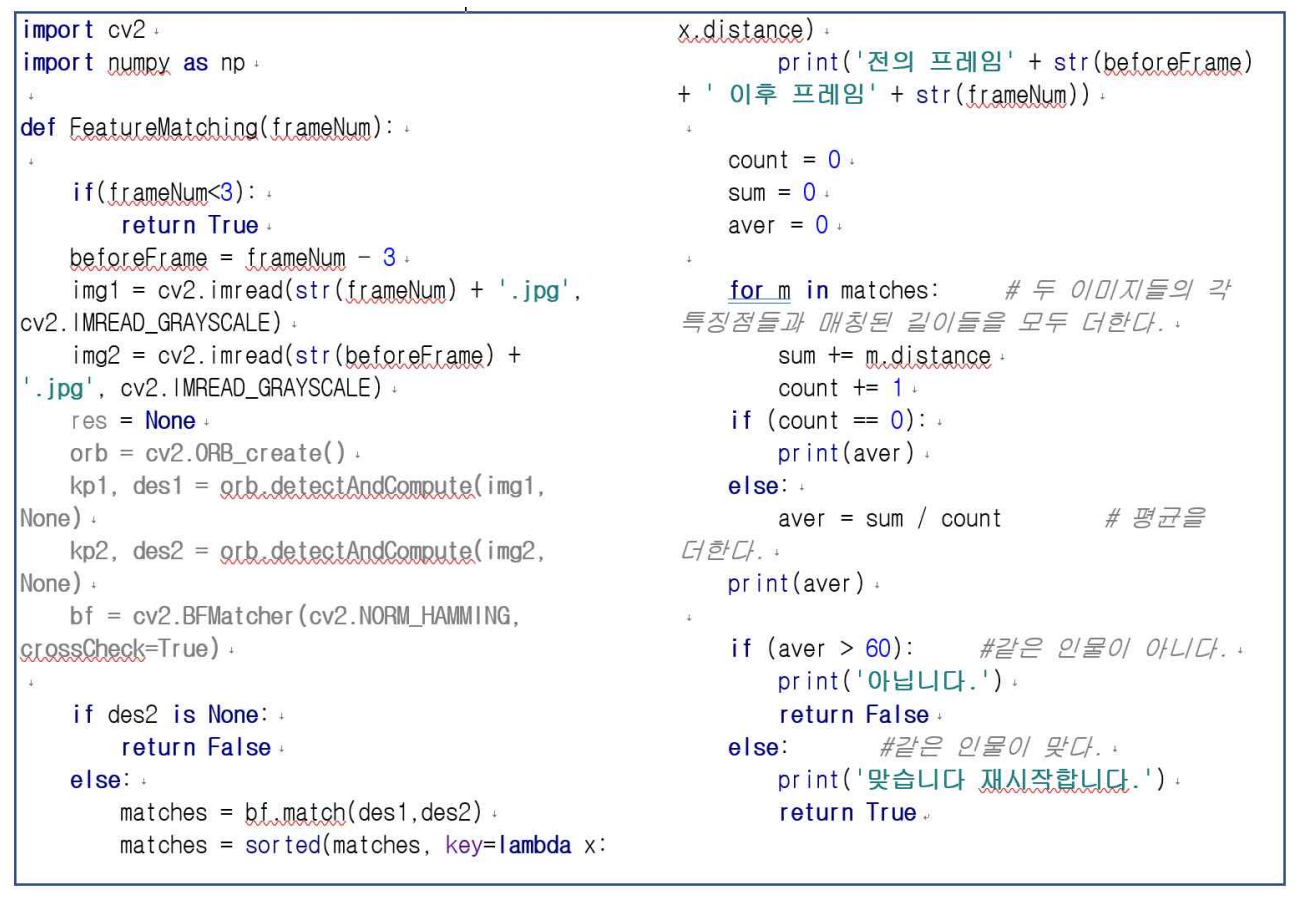 import cv2
import numpy as np
def FeatureMatching(frameNum):
    if(frameNum<3):
        return True
    beforeFrame = frameNum - 3
    img1 = cv2.imread(str(frameNum) + '.jpg',
cv2.IMREAD_GRAYSCALE)
    img2 = cv2.imread(str(beforeFrame) +
'.jpg', cv2.IMREAD_GRAYSCALE)
    res = None
    orb = cv2.ORB_create()
    kp1, des1 = orb.detectAndCompute(img1,
None)
    kp2, des2 = orb.detectAndCompute(img2,
None)
    bf = cv2.BFMatcher(cv2.NORM_HAMMING,
crossCheck=True)
    if des2 is None:
        return False
    else:
        matches = bf.match(des1,des2)
        matches = sorted(matches, key=lambda x:
x.distance)
        print('전의 프레임' + str(beforeFrame)
+ ' 이후 프레임' + str(frameNum))
    count = 0
    sum = 0
    aver = 0
    for m in matches:     # 두 이미지들의 각
특징점들과 매칭된 길이들을 모두 더한다.
        sum += m.distance
        count += 1
    if (count == 0):
        print(aver)
    else:
        aver = sum / count        # 평균을
더한다.
    print(aver)
    if (aver > 60):     #같은 인물이 아니다.
        print('아닙니다.')
        return False
    else:       #같은 인물이 맞다.
        print('맞습니다 재시작합니다.')
        return True